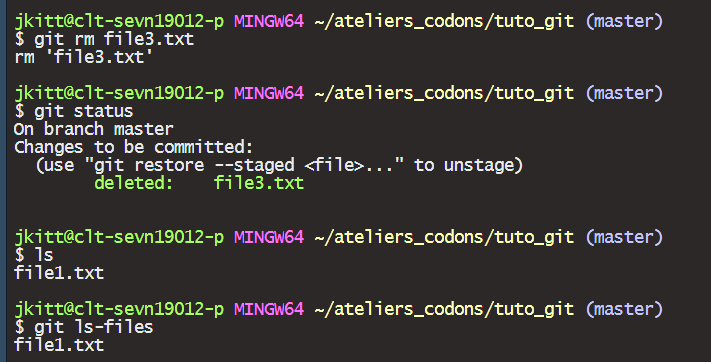 jkitt@clt-sevn19012-p MINGW64 ~/ateliers_codons/tuto_git (master)
$ git rm file3.txt
rm 'file3.txt'
jkitt@clt-sevn19012-p MINGW64 ~/ateliers_codons/tuto_git (master)
$ git status
On branch master
Changes to be committed:
  (use "git restore --staged <file>..." to unstage)
        deleted:    file3.txt
jkitt@clt-sevn19012-p MINGW64 ~/ateliers_codons/tuto_git (master)
$ ls
file1.txt
jkitt@clt-sevn19012-p MINGW64 ~/ateliers_codons/tuto_git (master)
$ git ls-files
file1.txt